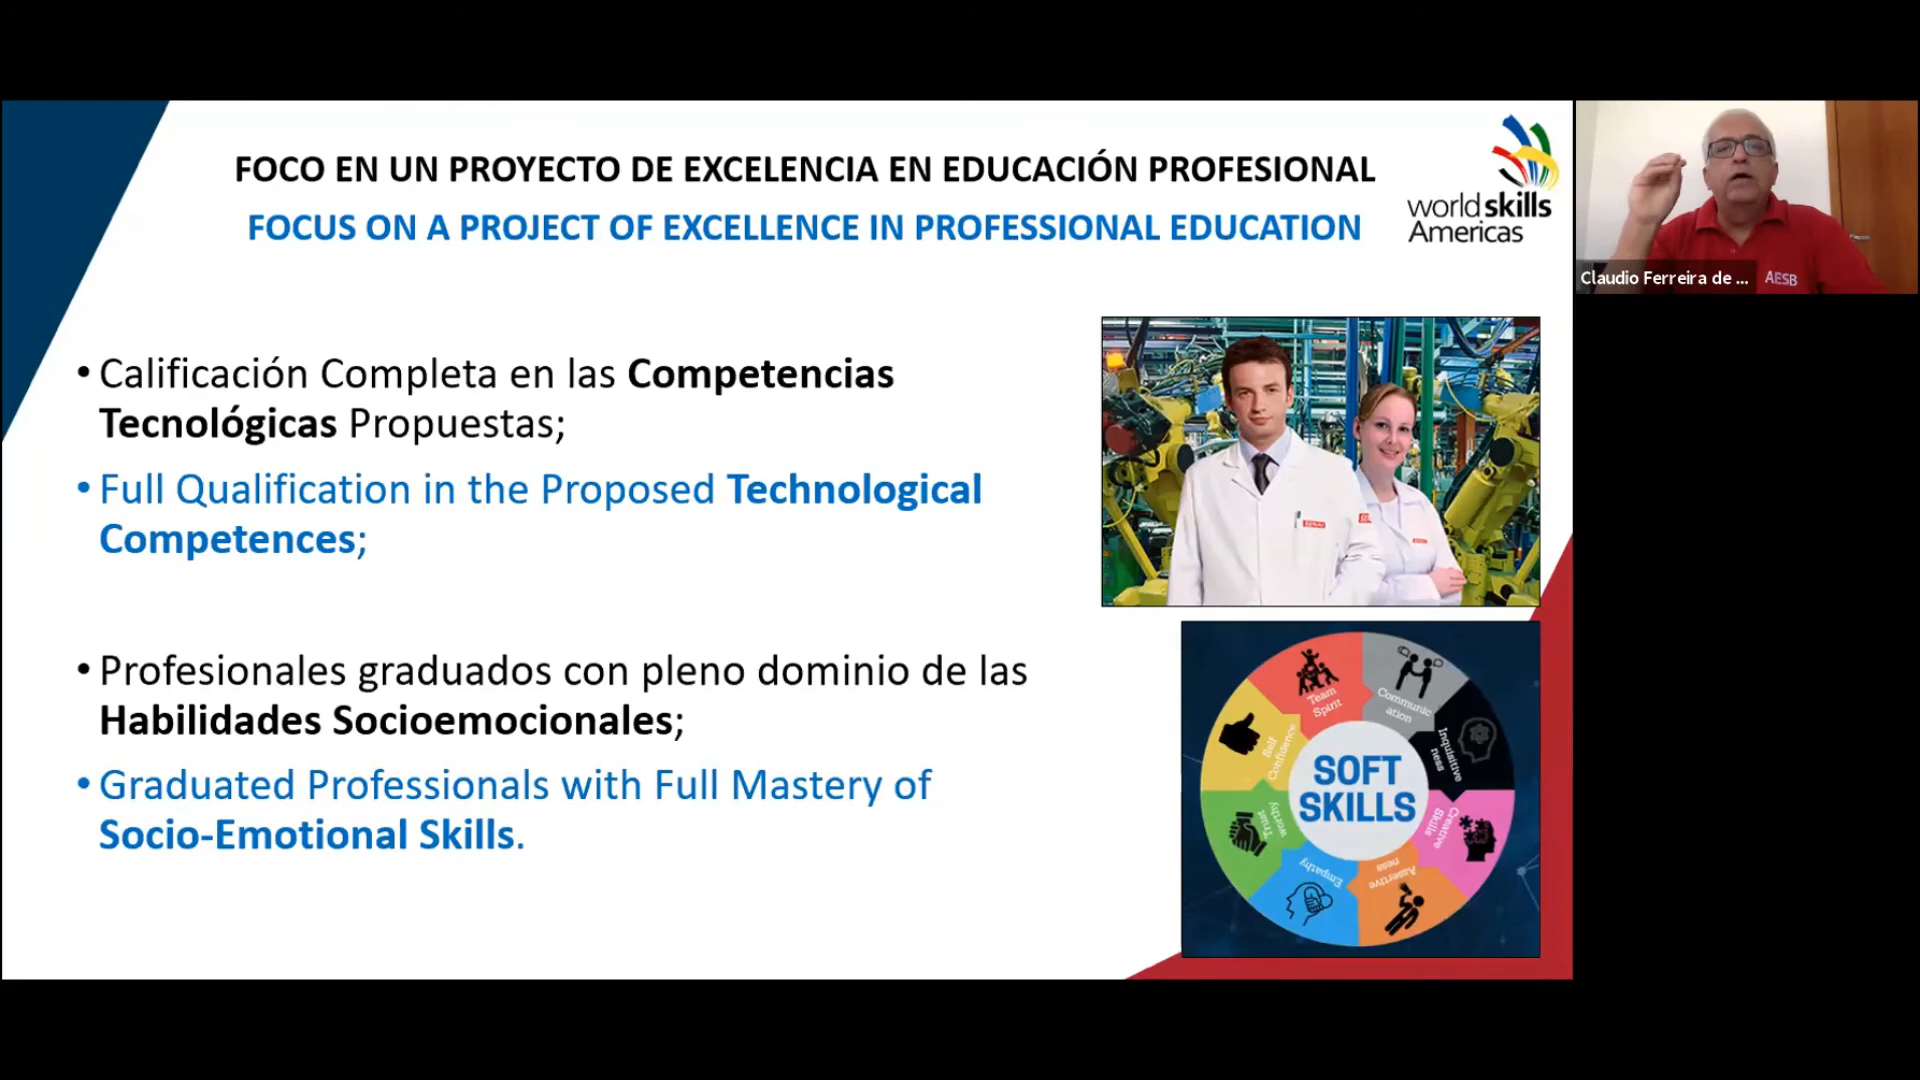 FOCO EN UN PROYECTO DE EXCELENCIA EN EDUCACIÓN PROFESIONAL
FOCUS ON A PROJECT OF EXCELLENCE IN PROFESSIONAL EDUCATION
world skills
Americas
Claudio Ferreira de ...
AESB
• Calificación Completa en las Competencias
Tecnológicas Propuestas;
• Full Qualification in the Proposed Technological
Competences;
• Profesionales graduados con pleno dominio de las
Habilidades Socioemocionales;
• Graduated Professionals with Full Mastery of
Socio-Emotional Skills.
Team
Spirit
Communic
ation
Inquisitive
ness
Creative
Skills
Assertive
ness
Empathy
Trust
worthy
Self
Confidence
SOFT
SKILLS